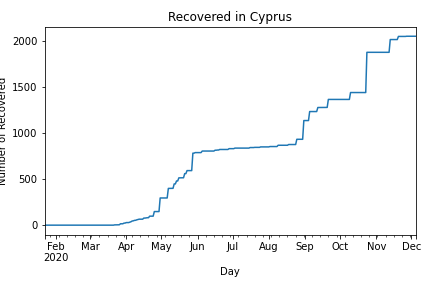 Recovered in Cyprus
Number of Recovered
2000
1500
1000
500
0
Feb Mar Apr May Jun Jul Aug Sep Oct Nov Dec
2020
Day